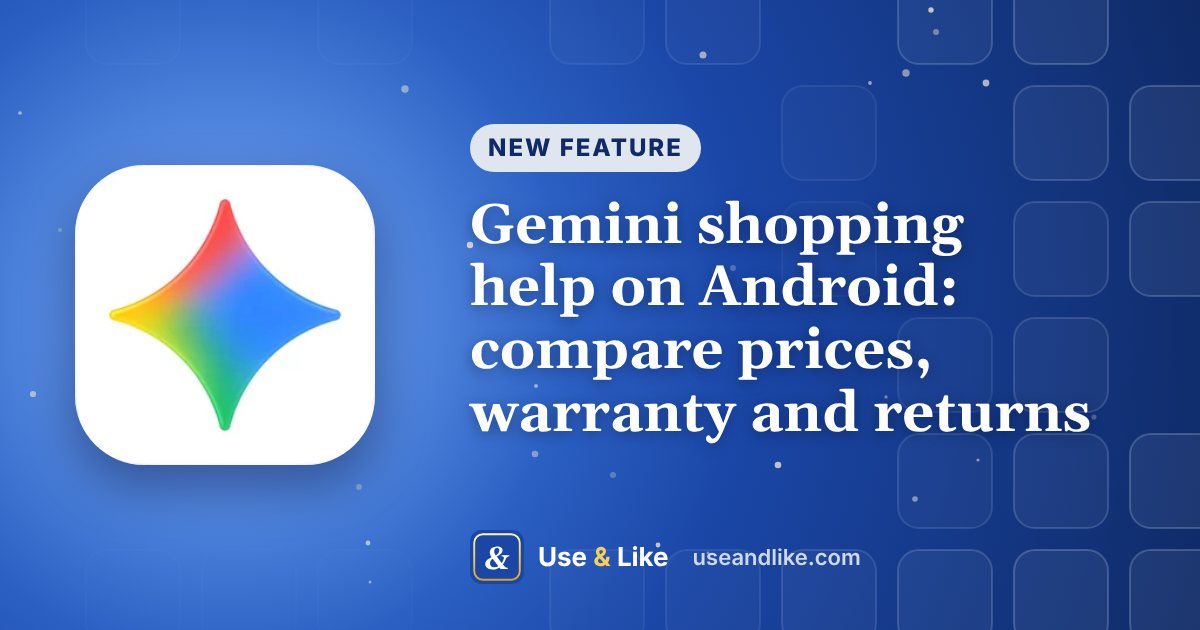 NEW FEATURE
Gemini shopping
help on Android:
compare prices,
warranty and returns
& Use & Like useandlike.com